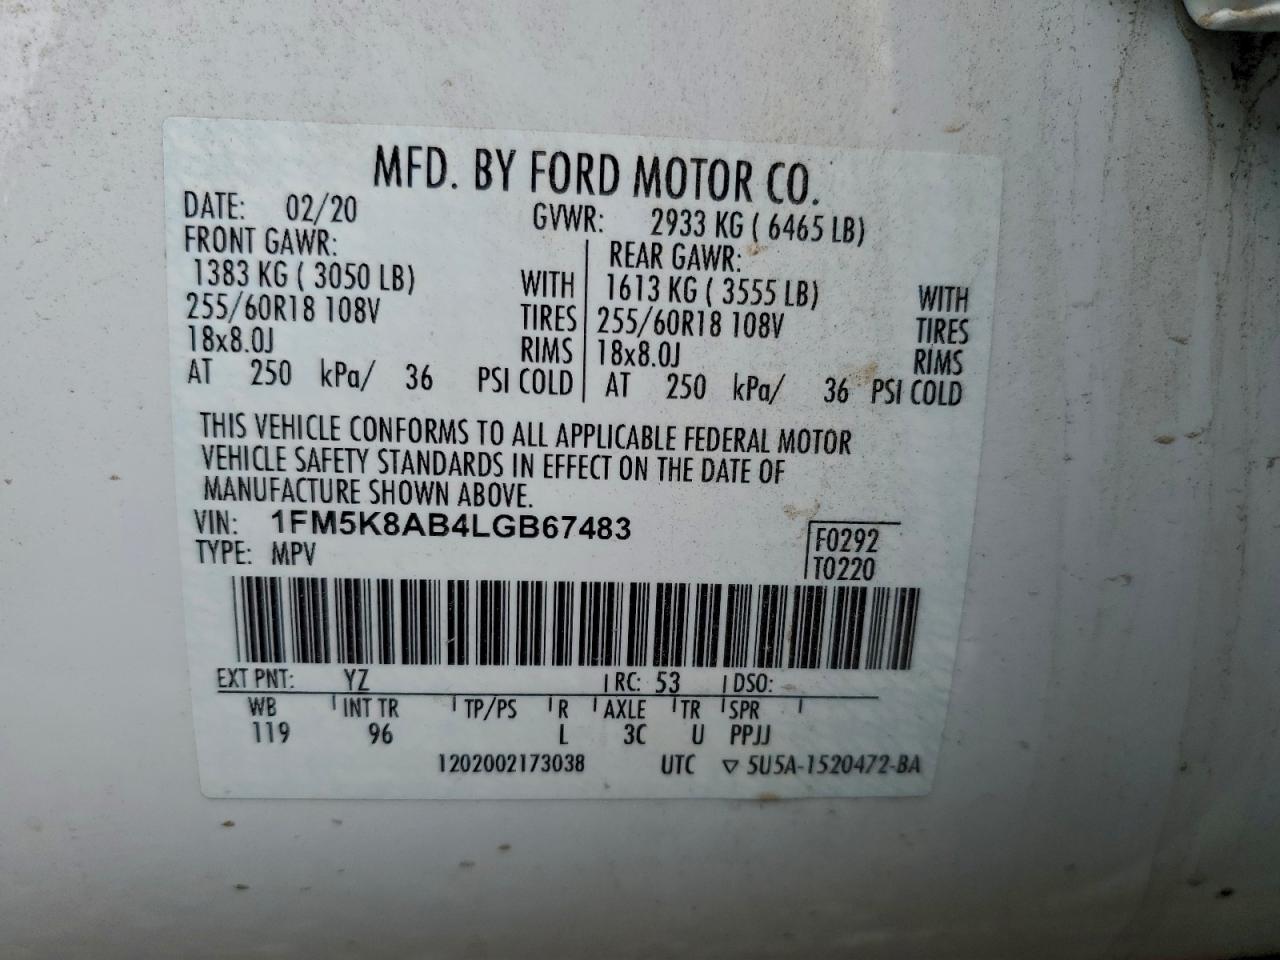 MFD. BY FORD MOTOR CO.
DATE: 02/20 GVWR: 2933 KG ( 6465 LB)
FRONT GAWR: REAR GAWR:
1383 KG ( 3050 LB) WITH 1613 KG ( 3555 LB) WITH
255/60R18 108V TIRES 255/60R18 108V TIRES
18x8.0J RIMS 18x8.0J RIMS
AT 250 kPa/ 36 PSI COLD AT 250 kPa/ 36 PSI COLD
THIS VEHICLE CONFORMS TO ALL APPLICABLE FEDERAL MOTOR
VEHICLE SAFETY STANDARDS IN EFFECT ON THE DATE OF
MANUFACTURE SHOWN ABOVE.
VIN: 1FM5K8AB4LGB67483
TYPE: MPV
F0292
T0220
EXT PNT: YZ RC: 53 DSO:
WB INT TR TP/PS R AXLE TR SPR
119 96 L 3C U PPJJ
1202002173038 UTC ▽ 5U5A-1520472-BA